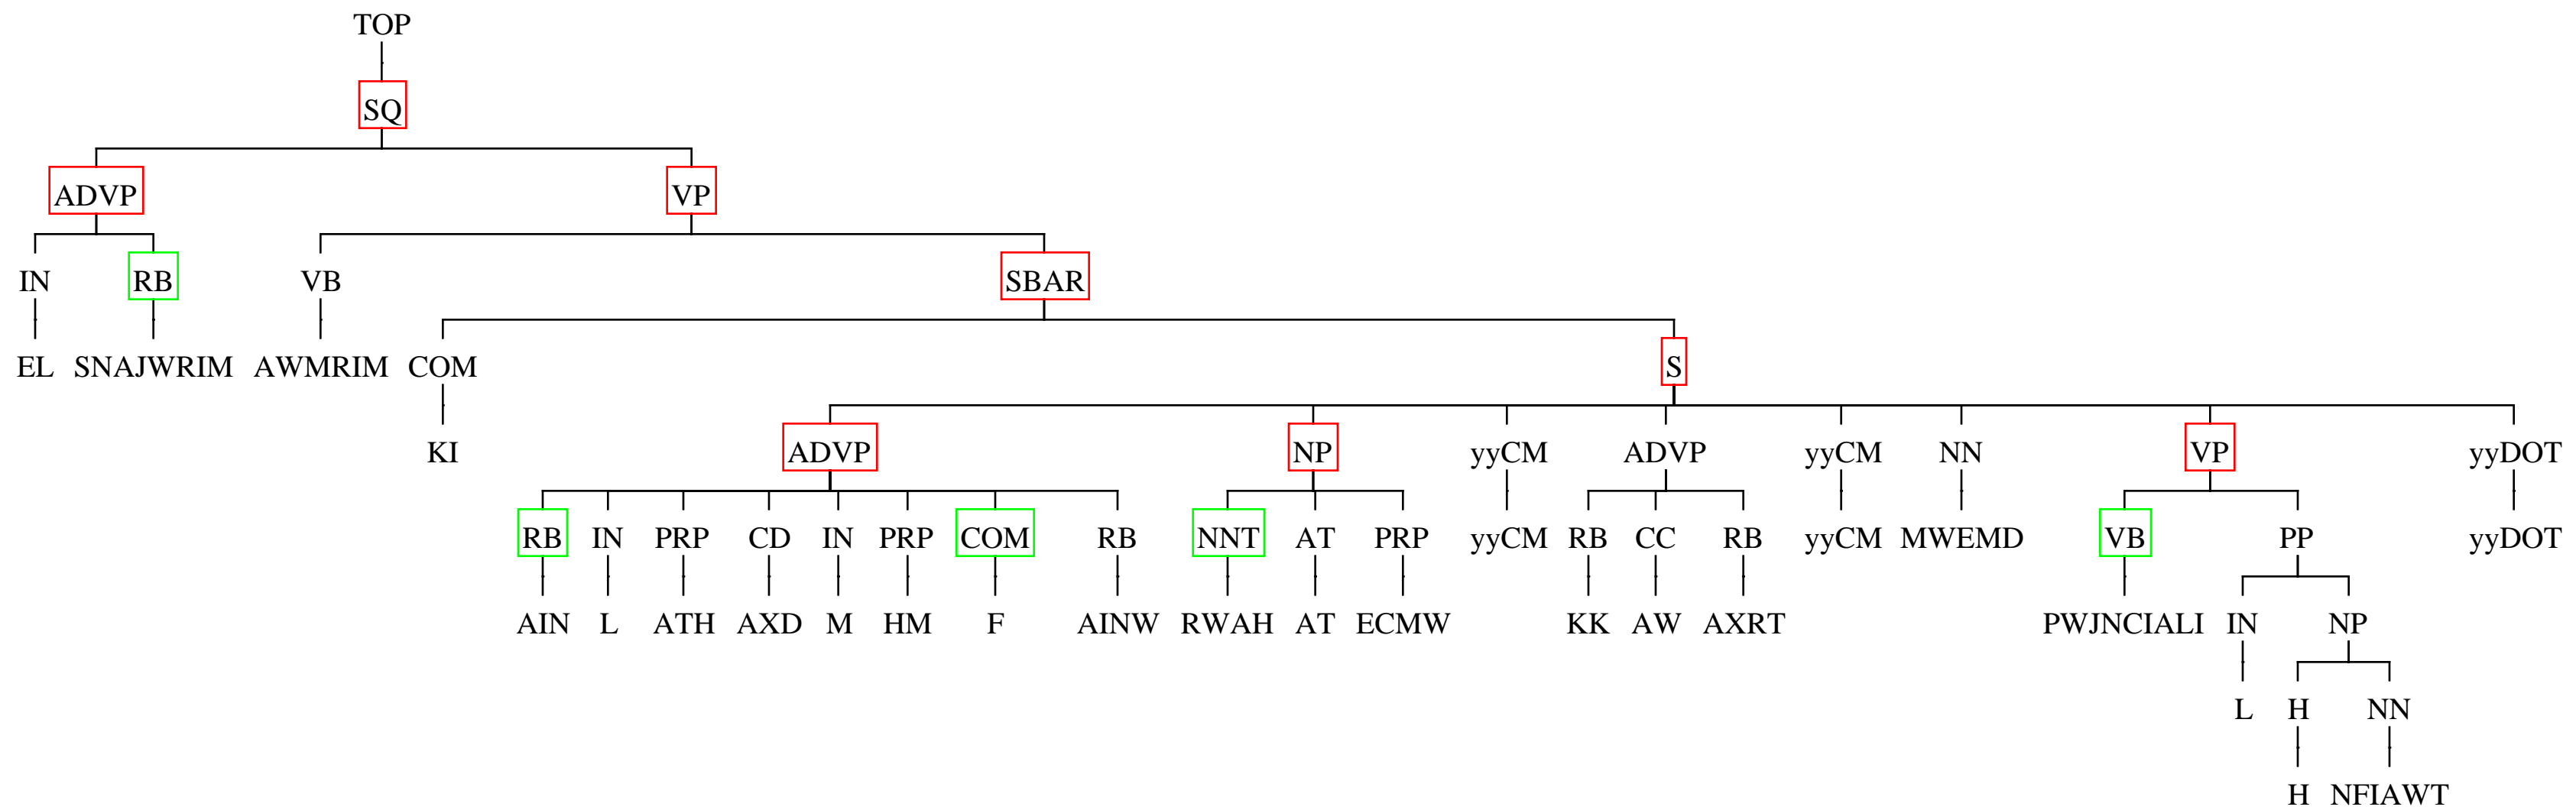 TOP
SQ
ADVP VP
IN RB VB SBAR
EL SNAJWRIM AWMRIM COM S
KI ADVP NP yyCM ADVP yyCM NN VP yyDOT
RB IN PRP CD IN PRP COM RB NNT AT PRP yyCM RB CC RB yyCM MWEMD VB PP yyDOT
AIN L ATH AXD M HM F AINW RWAH AT ECMW KK AW AXRT PWJNCIALI IN NP
L H NN
H NFIAWT